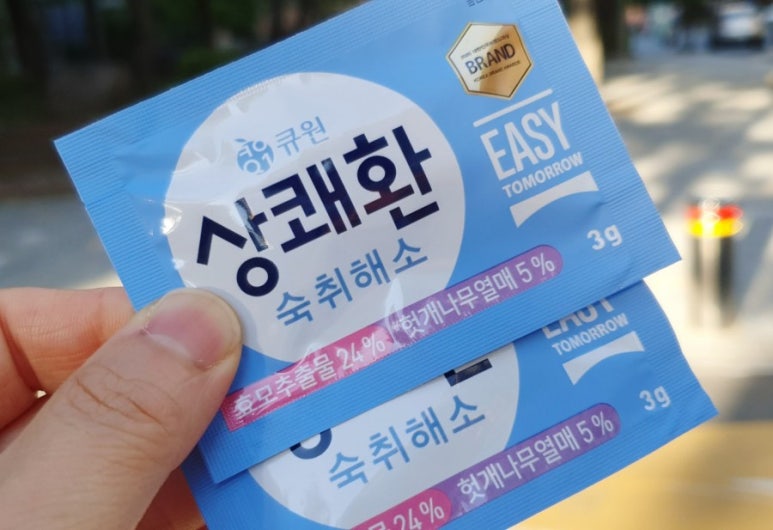 BRAND
큐원
상쾌환
숙취해소
EASY
TOMORROW
3g
효모추출물 24% 헛개나무열매 5%
TOMORROW
3g
숙취해소
24% 헛개나무열매 5%